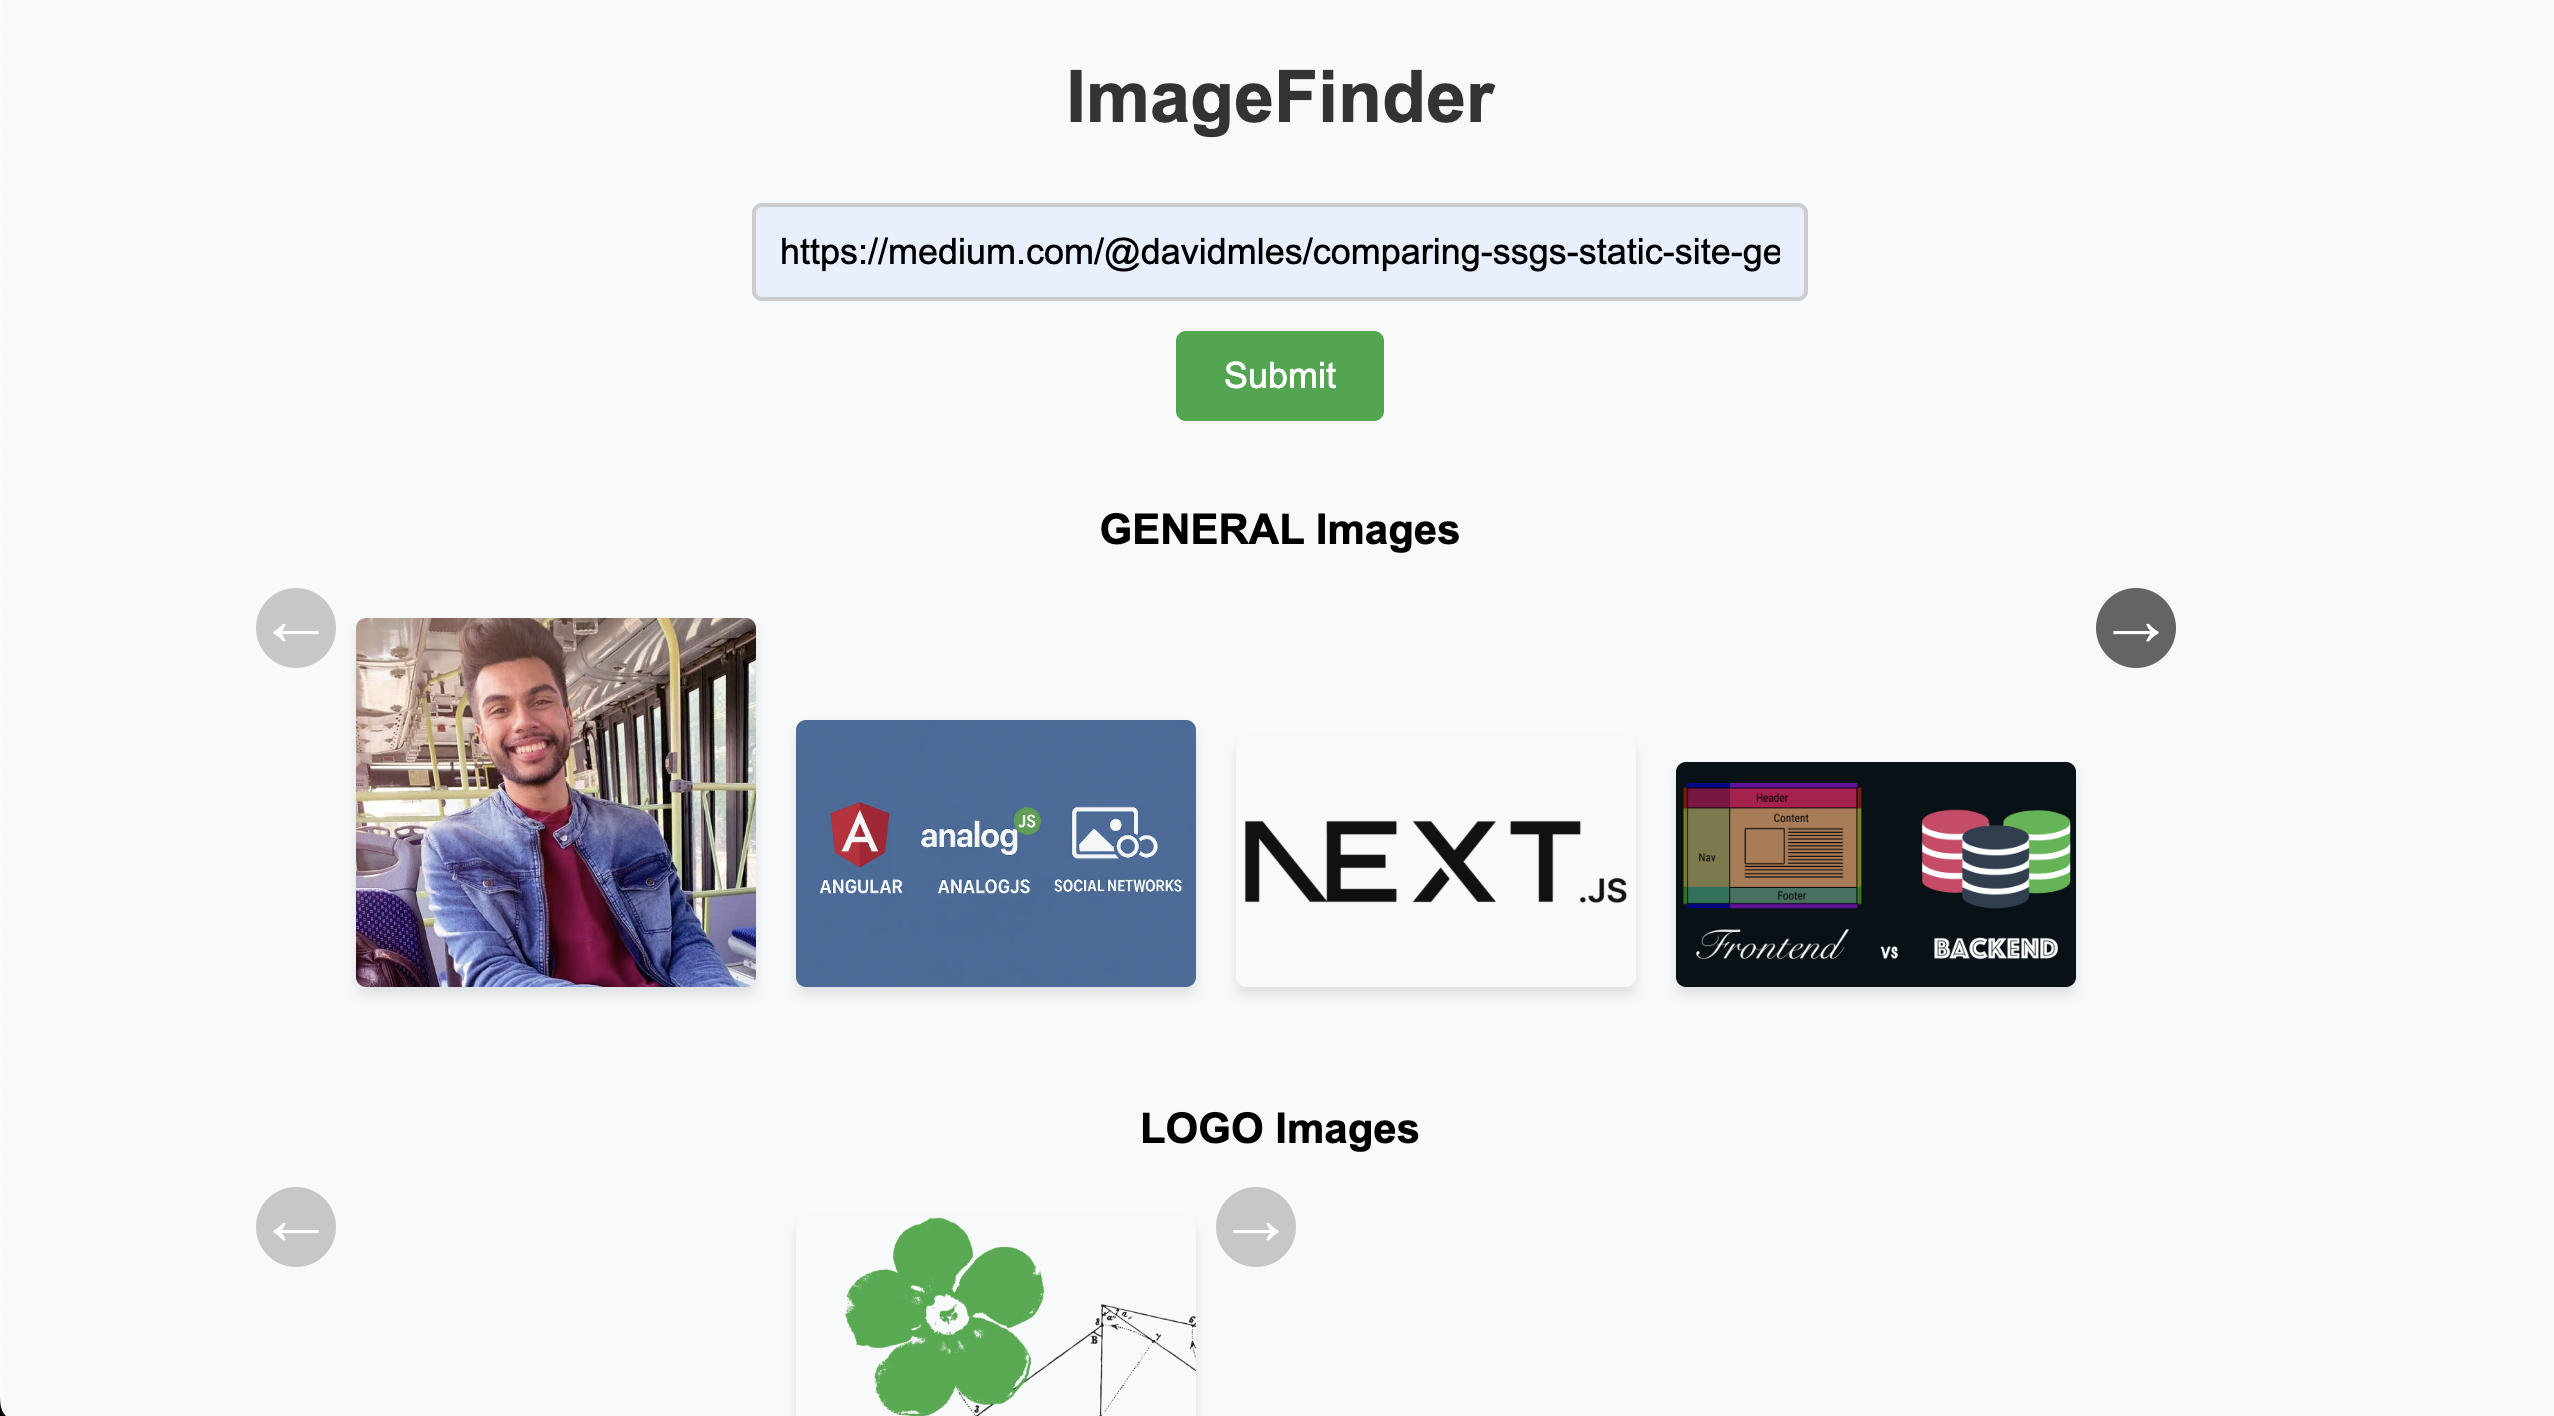 ImageFinder
https://medium.com/@davidmles/comparing-ssgs-static-site-ge
Submit
GENERAL Images
←
→
A
analog JS
ANGULAR
ANALOGJS
SOCIAL NETWORKS
NEXT.JS
Header
Content
Nav
Footer
Frontend vs BACKEND
LOGO Images
←
→
B